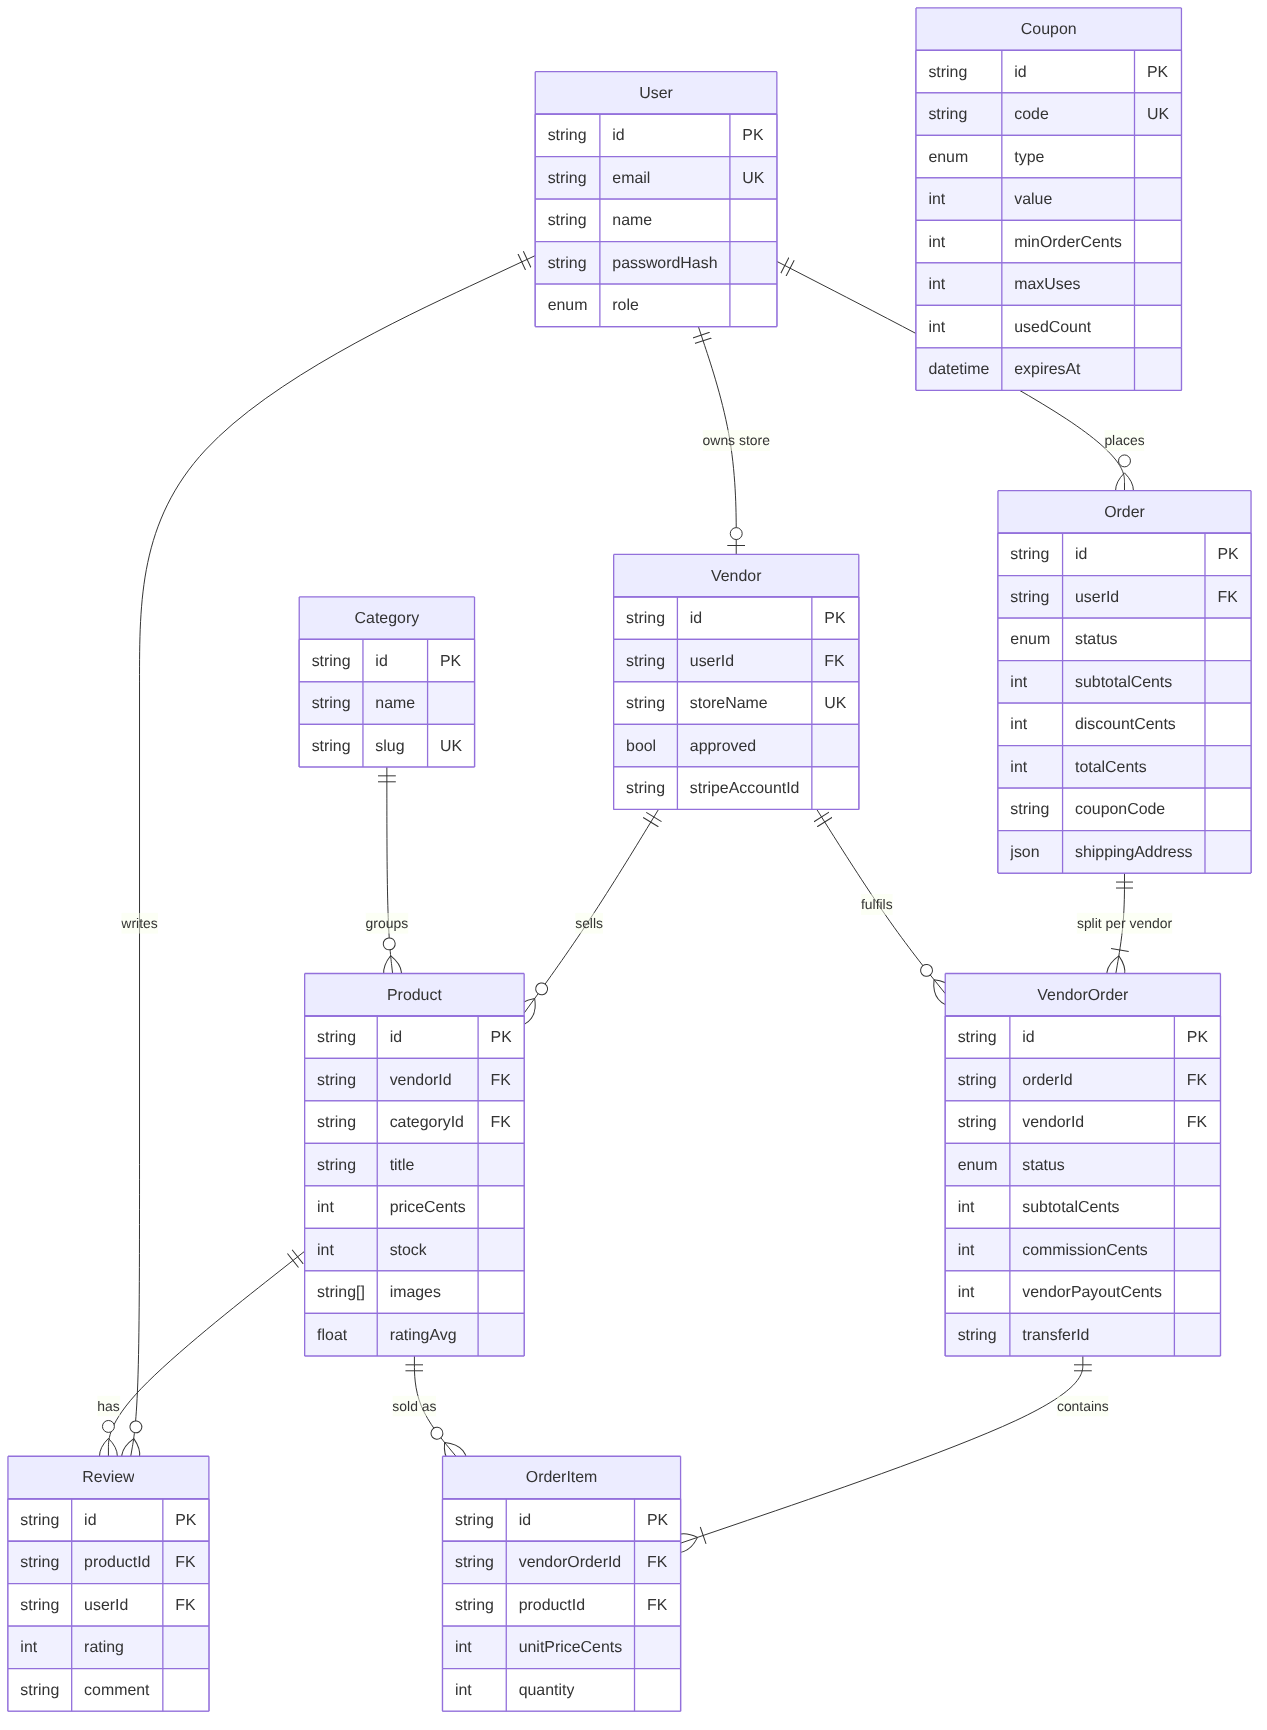 Coupon
string id PK
string code UK
enum type
int value
int minOrderCents
int maxUses
int usedCount
datetime expiresAt
User
string id PK
string email UK
string name
string passwordHash
enum role
owns store
places
Order
string id PK
string userId FK
enum status
int subtotalCents
int discountCents
int totalCents
string couponCode
json shippingAddress
Vendor
string id PK
string userId FK
string storeName UK
bool approved
string stripeAccountId
Category
string id PK
string name
string slug UK
writes
groups
sells
fulfils
split per vendor
Product
string id PK
string vendorId FK
string categoryId FK
string title
int priceCents
int stock
string[] images
float ratingAvg
VendorOrder
string id PK
string orderId FK
string vendorId FK
enum status
int subtotalCents
int commissionCents
int vendorPayoutCents
string transferId
has
sold as
contains
Review
string id PK
string productId FK
string userId FK
int rating
string comment
OrderItem
string id PK
string vendorOrderId FK
string productId FK
int unitPriceCents
int quantity